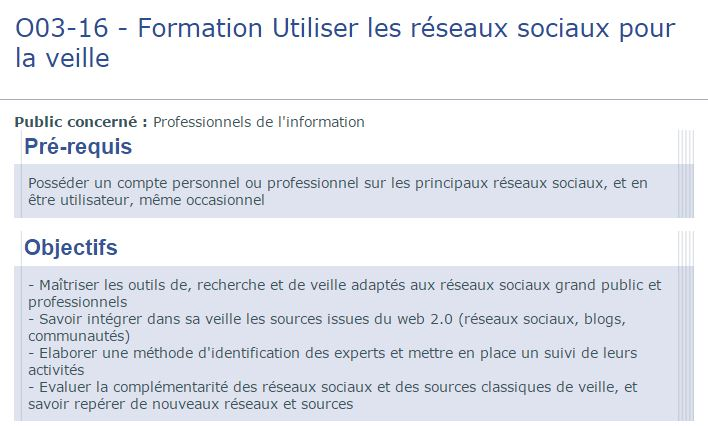 O03-16 - Formation Utiliser les réseaux sociaux pour
la veille
Public concerné : Professionnels de l'information
Pré-requis
Posséder un compte personnel ou professionnel sur les principaux réseaux sociaux, et en
être utilisateur, même occasionnel
Objectifs
- Maîtriser les outils de, recherche et de veille adaptés aux réseaux sociaux grand public et
professionnels
- Savoir intégrer dans sa veille les sources issues du web 2.0 (réseaux sociaux, blogs,
communautés)
- Elaborer une méthode d'identification des experts et mettre en place un suivi de leurs
activités
- Evaluer la complémentarité des réseaux sociaux et des sources classiques de veille, et
savoir repérer de nouveaux réseaux et sources